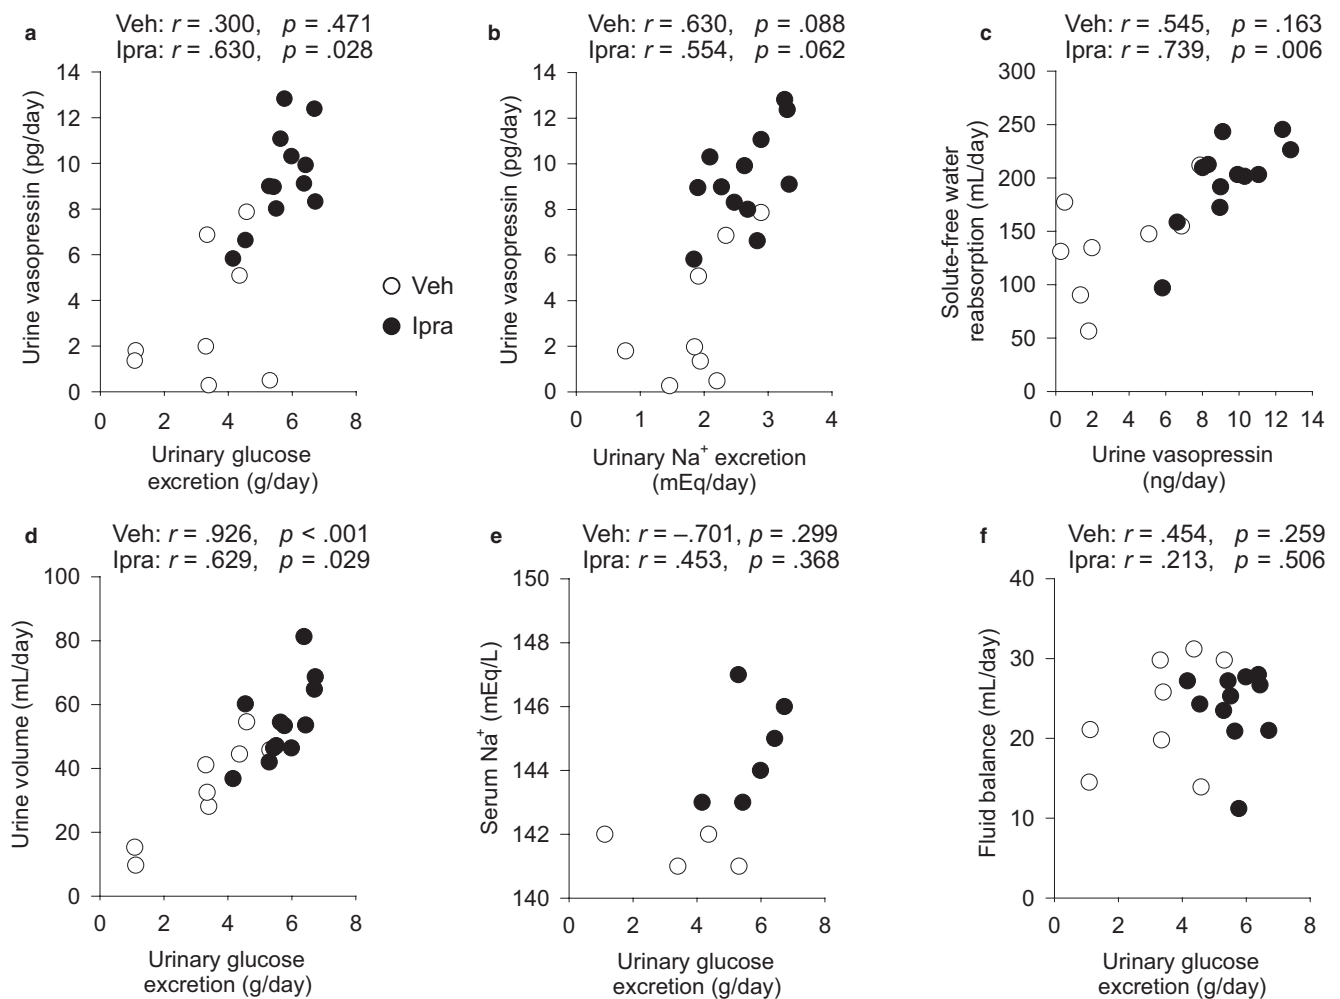 a
Veh: r = .300, p = .471
Ipra: r = .630, p = .028
14
12
10
8
6
4
2
0
Urine vasopressin (pg/day)
0 2 4 6 8
Urinary glucose
excretion (g/day)
Veh
Ipra
b
Veh: r = .630, p = .088
Ipra: r = .554, p = .062
14
12
10
8
6
4
2
0
Urine vasopressin (pg/day)
0 1 2 3 4
Urinary Na+ excretion
(mEq/day)
c
Veh: r = .545, p = .163
Ipra: r = .739, p = .006
300
250
200
150
100
50
0
Solute-free water
reabsorption (mL/day)
0 2 4 6 8 10 12 14
Urine vasopressin
(ng/day)
d
Veh: r = .926, p < .001
Ipra: r = .629, p = .029
100
80
60
40
20
0
Urine volume (mL/day)
0 2 4 6 8
Urinary glucose
excretion (g/day)
e
Veh: r = –.701, p = .299
Ipra: r = .453, p = .368
150
148
146
144
142
140
Serum Na+ (mEq/L)
0 2 4 6 8
Urinary glucose
excretion (g/day)
f
Veh: r = .454, p = .259
Ipra: r = .213, p = .506
40
30
20
10
0
Fluid balance (mL/day)
0 2 4 6 8
Urinary glucose
excretion (g/day)